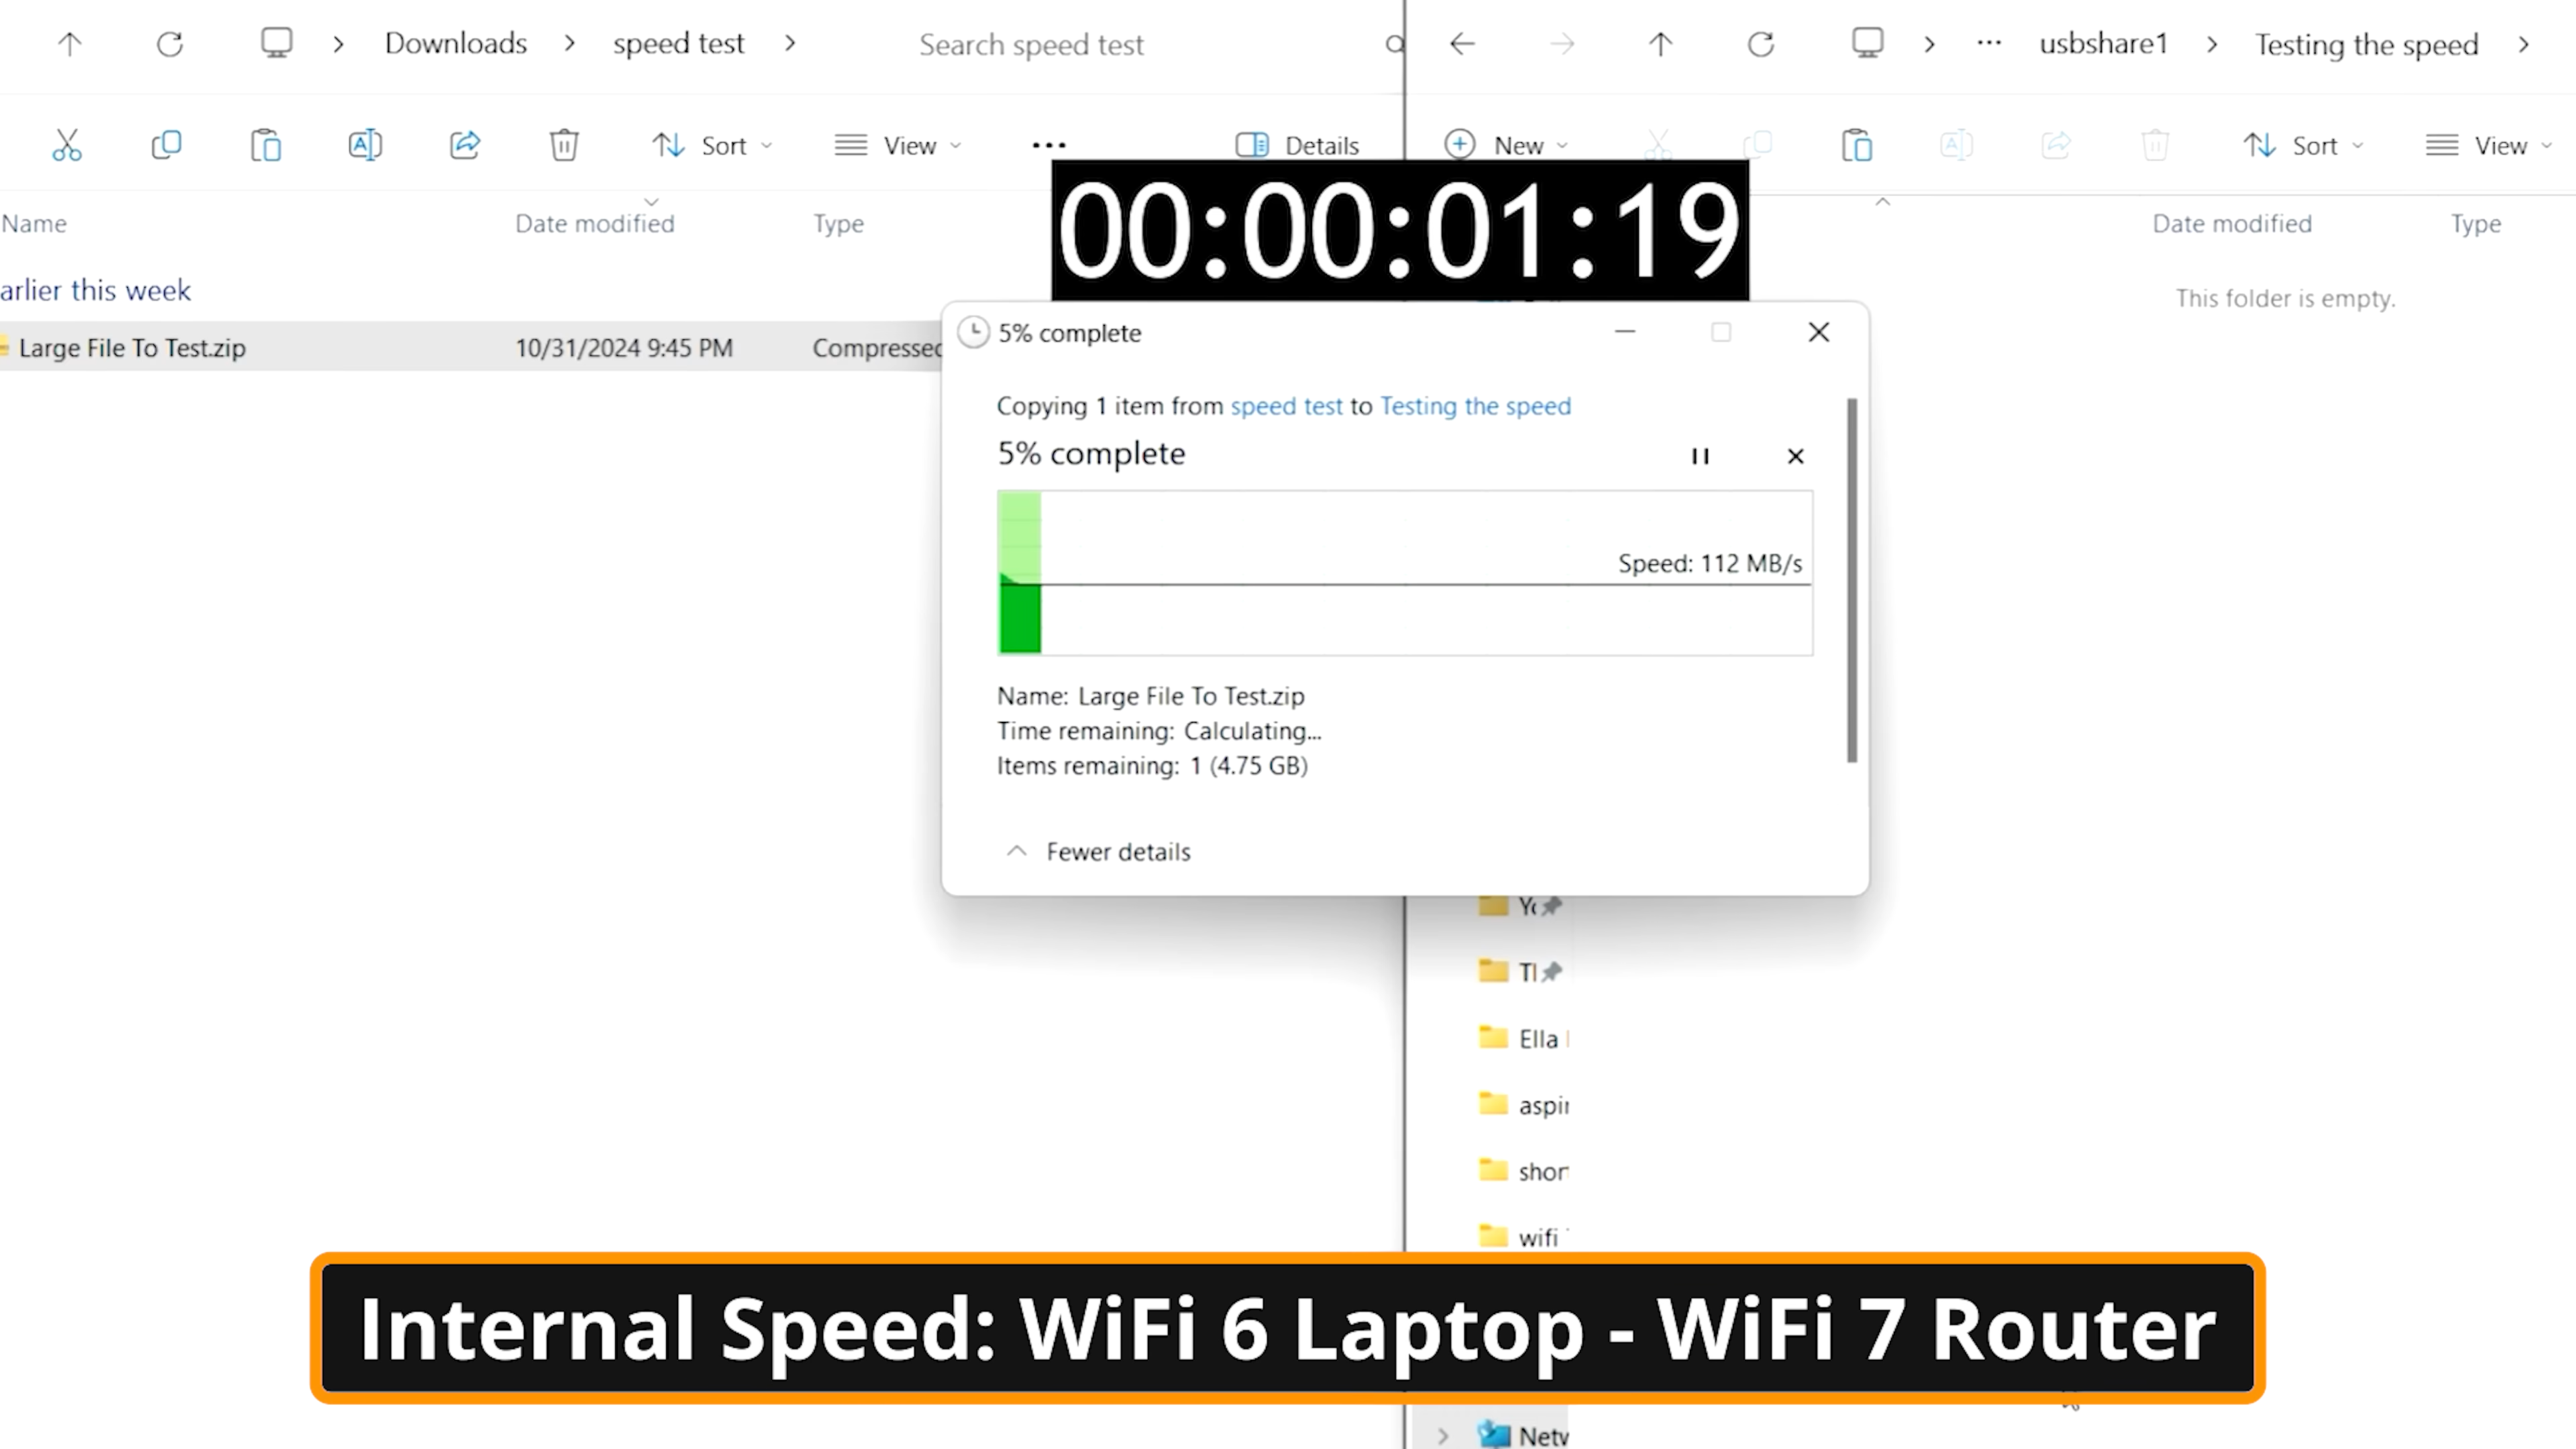 Downloads > speed test >
Search speed test
usbshare1 > Testing the speed >
Sort
View
Details
New
Sort
View
00:00:01:19
Name
Date modified
Type
Date modified
Type
arlier this week
This folder is empty.
Large File To Test.zip
10/31/2024 9:45 PM
Compressed
5% complete
Copying 1 item from speed test to Testing the speed
5% complete
Speed: 112 MB/s
Name: Large File To Test.zip
Time remaining: Calculating...
Items remaining: 1 (4.75 GB)
Fewer details
Ella
aspir
shor
wifi
Internal Speed: WiFi 6 Laptop - WiFi 7 Router
Netw